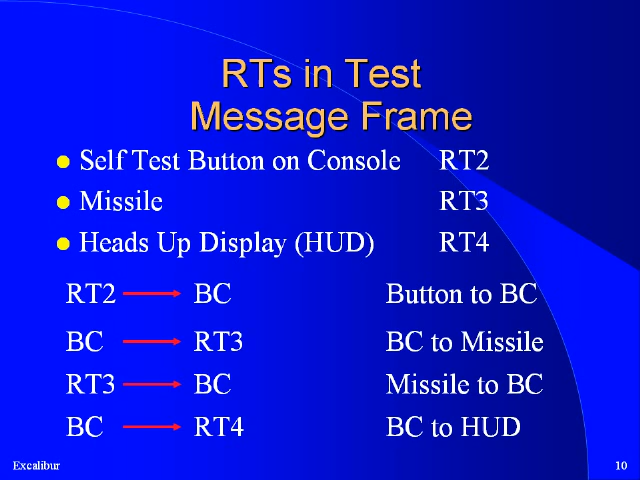 RTs in Test
Message Frame
Self Test Button on Console RT2
Missile RT3
Heads Up Display (HUD) RT4
RT2 BC Button to BC
BC RT3 BC to Missile
RT3 BC Missile to BC
BC RT4 BC to HUD
Excalibur 10